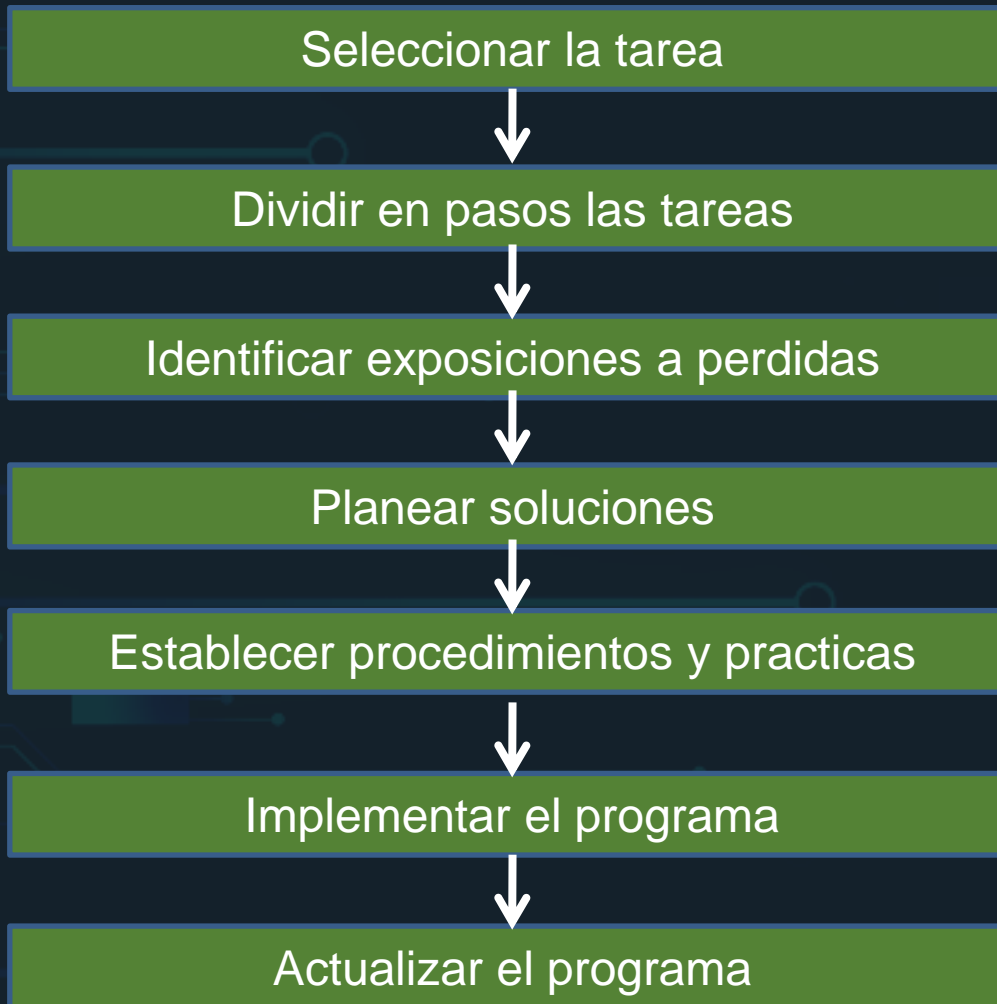 Seleccionar la tarea
Dividir en pasos las tareas
Identificar exposiciones a perdidas
Planear soluciones
Establecer procedimientos y practicas
Implementar el programa
Actualizar el programa